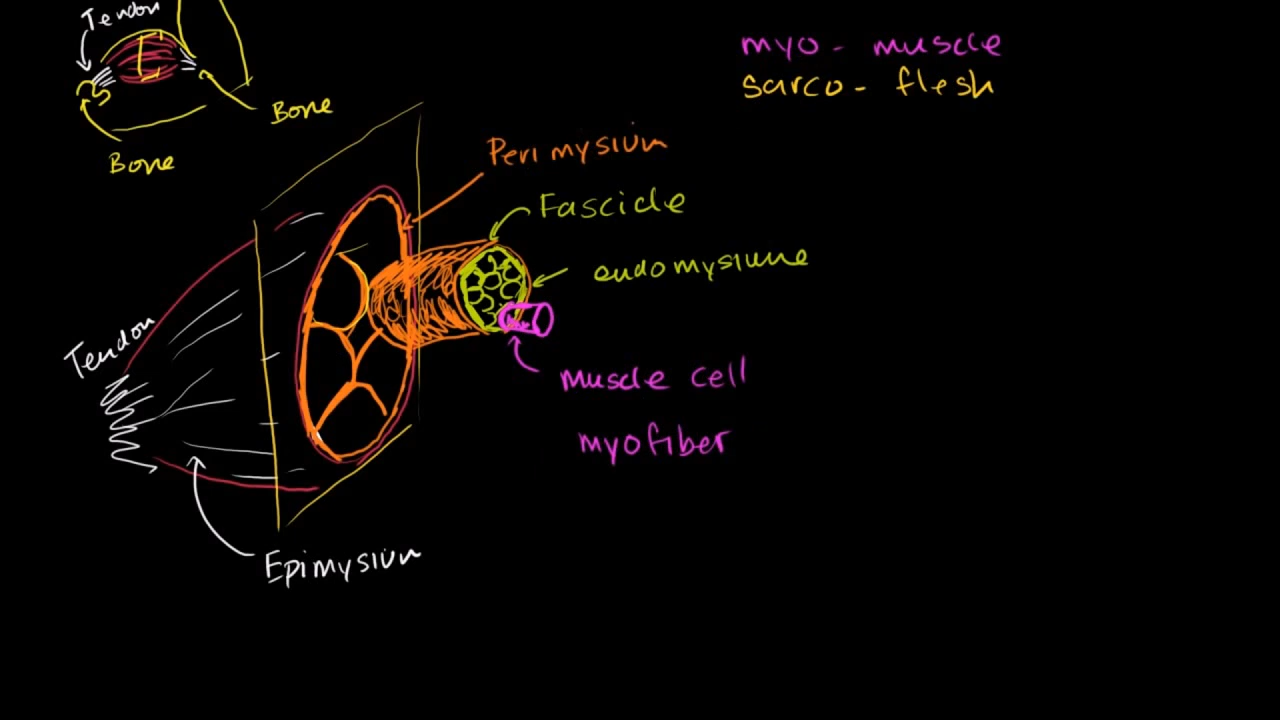 Tendon
Bone
Bone
myo - muscle
sarco - flesh
Perimysium
Fascicle
endomysiume
Tendon
muscle cell
myofiber
Epimysium